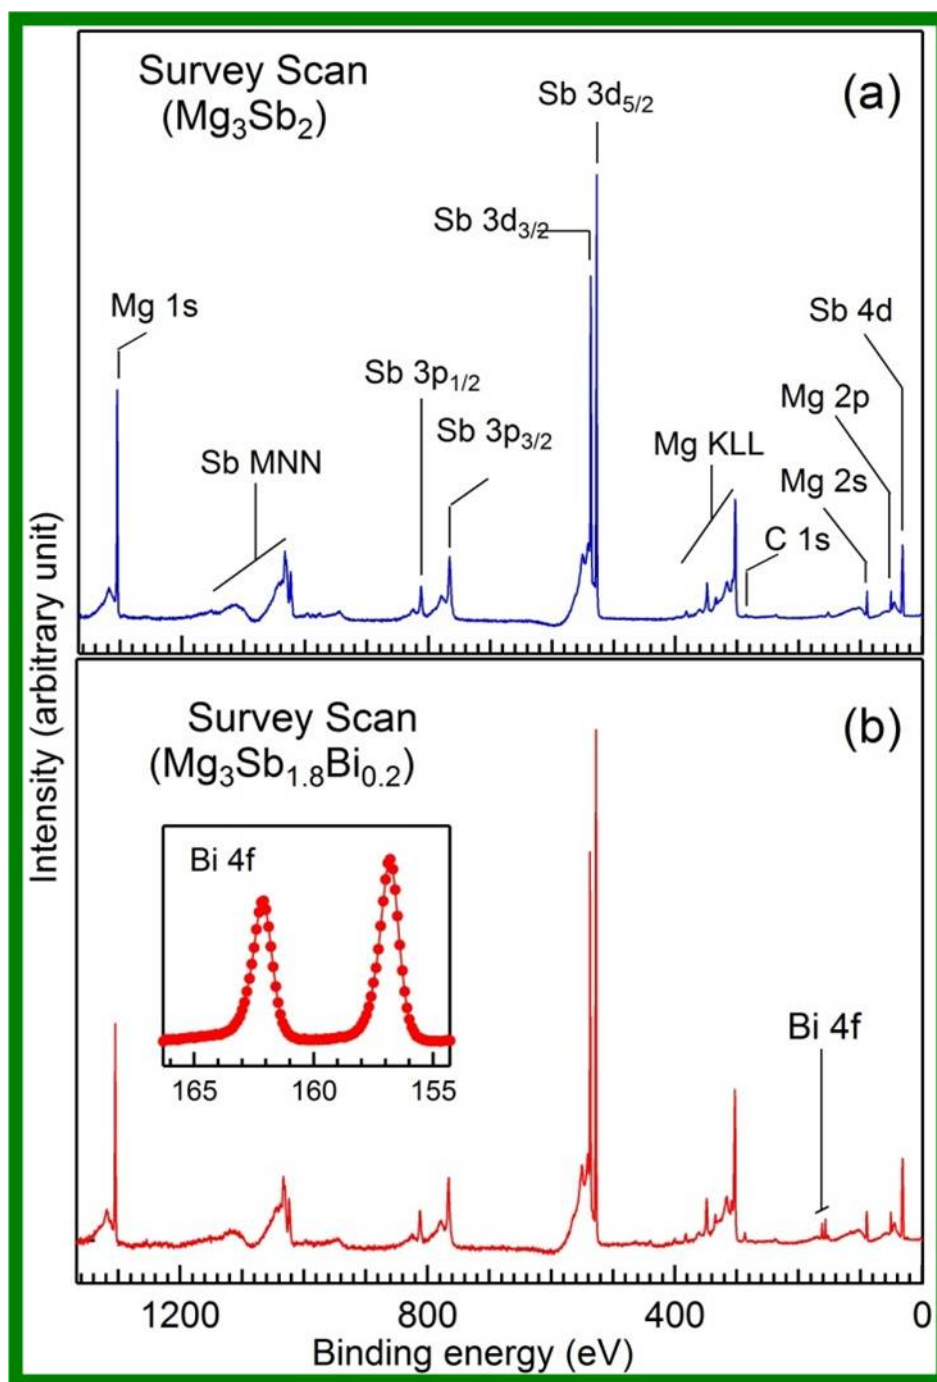 Survey Scan
(Mg₃Sb₂)
(a)
Sb 3d₅/₂
Sb 3d₃/₂
Mg 1s
Sb 4d
Sb 3p₁/₂
Mg 2p
Sb 3p₃/₂
Mg KLL
Sb MNN
Mg 2s
C 1s
Intensity (arbitrary unit)
Survey Scan
(Mg₃Sb₁.₈Bi₀.₂)
(b)
Bi 4f
165 160 155
Bi 4f
1200 800 400 0
Binding energy (eV)